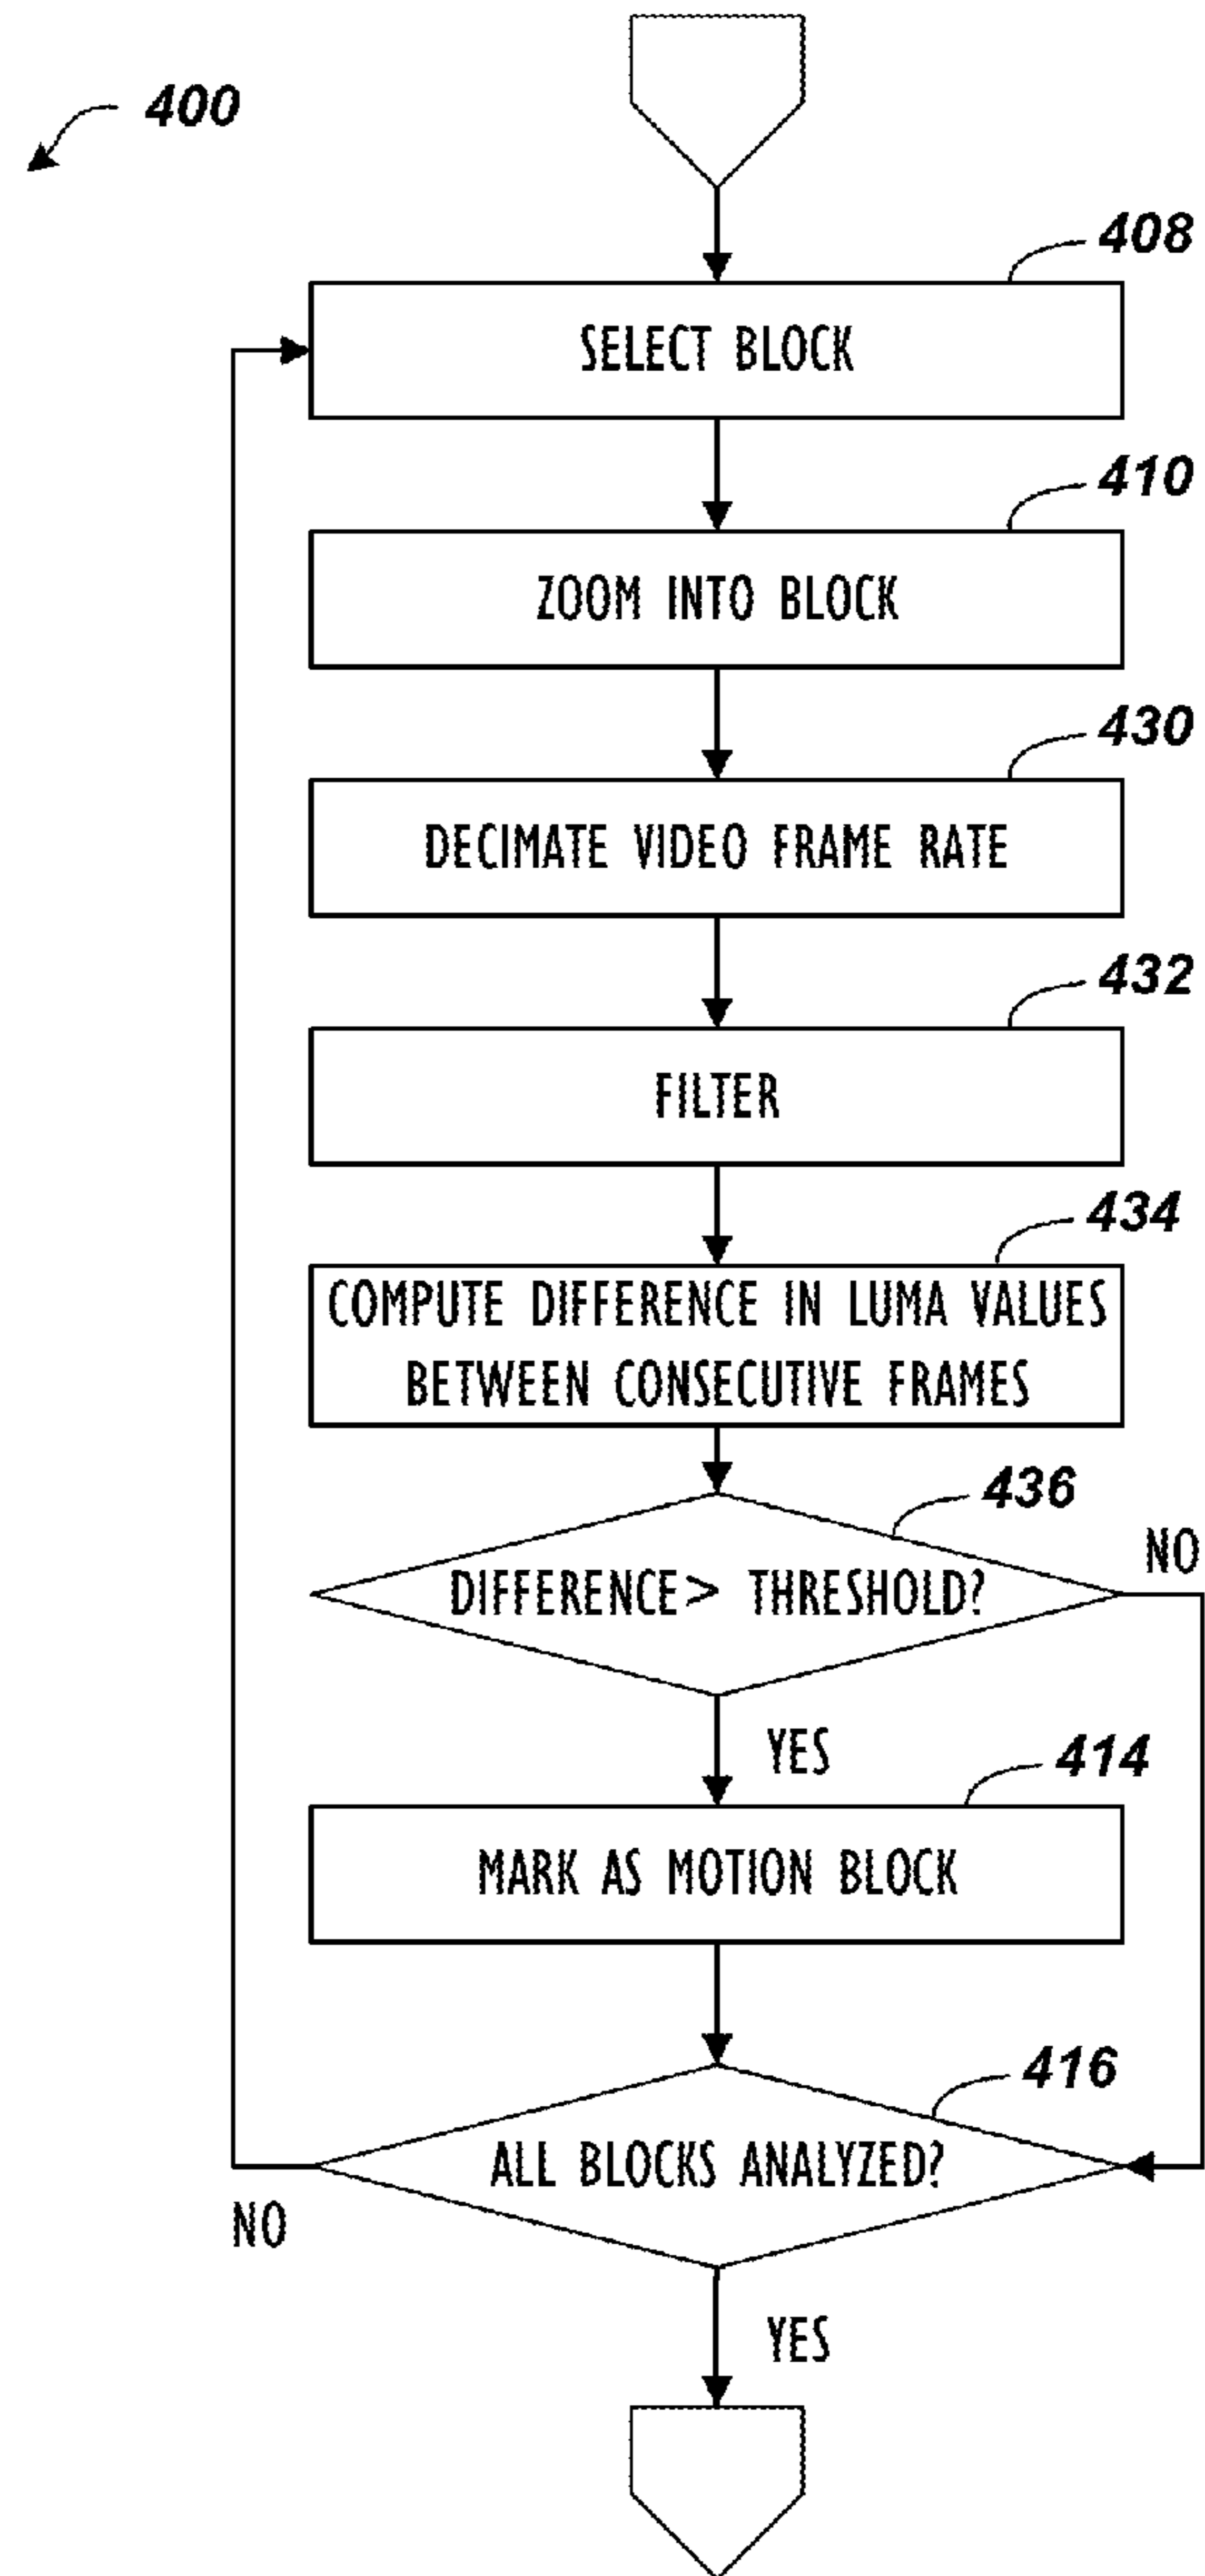 400
408
SELECT BLOCK
410
ZOOM INTO BLOCK
430
DECIMATE VIDEO FRAME RATE
432
FILTER
434
COMPUTE DIFFERENCE IN LUMA VALUES
BETWEEN CONSECUTIVE FRAMES
436
NO
DIFFERENCE> THRESHOLD?
YES
414
MARK AS MOTION BLOCK
416
ALL BLOCKS ANALYZED?
NO
YES